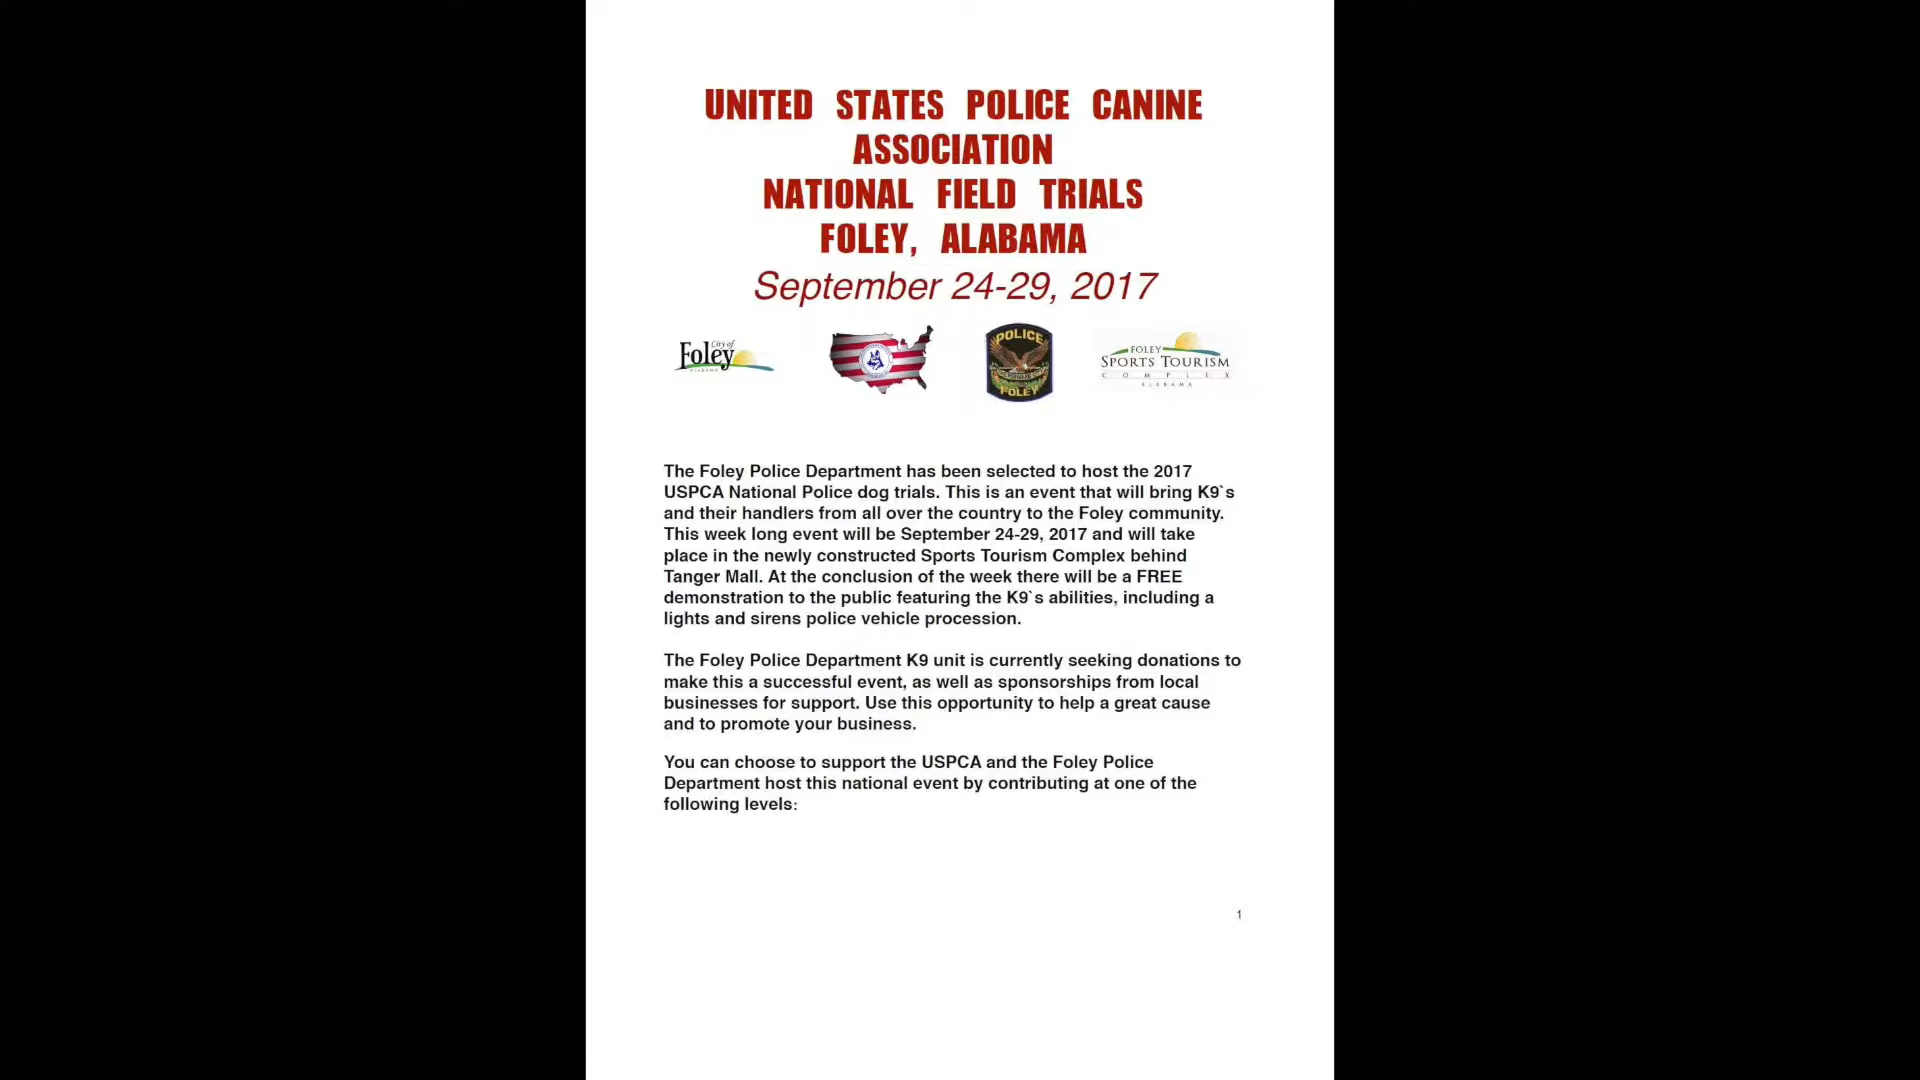 UNITED STATES POLICE CANINE
ASSOCIATION
NATIONAL FIELD TRIALS
FOLEY, ALABAMA
September 24-29, 2017
City of
Foley
ALABAMA
POLICE
FOLEY
FOLEY
SPORTS TOURISM
COMPLEX
ALABAMA
The Foley Police Department has been selected to host the 2017
USPCA National Police dog trials. This is an event that will bring K9`s
and their handlers from all over the country to the Foley community.
This week long event will be September 24-29, 2017 and will take
place in the newly constructed Sports Tourism Complex behind
Tanger Mall. At the conclusion of the week there will be a FREE
demonstration to the public featuring the K9`s abilities, including a
lights and sirens police vehicle procession.
The Foley Police Department K9 unit is currently seeking donations to
make this a successful event, as well as sponsorships from local
businesses for support. Use this opportunity to help a great cause
and to promote your business.
You can choose to support the USPCA and the Foley Police
Department host this national event by contributing at one of the
following levels:
1